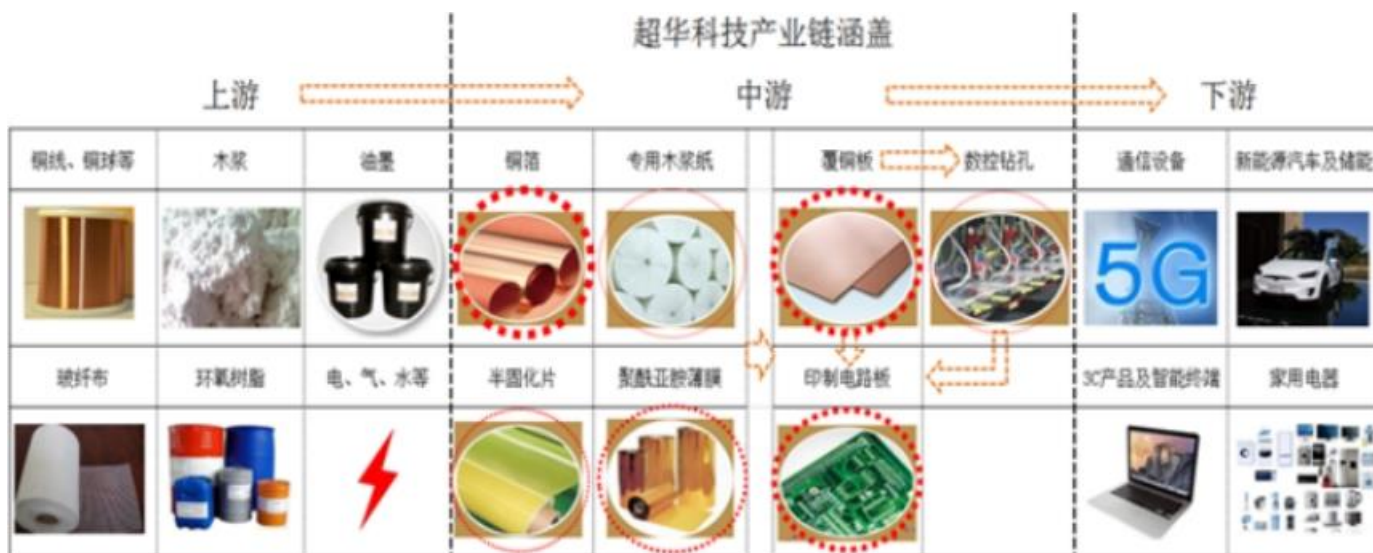 超华科技产业链涵盖
上游 中游 下游
铜线、铜球等 木浆 油墨 铜箔 专用木浆纸 覆铜板 数控钻孔 通信设备 新能源汽车及储能
5G
玻纤布 环氧树脂 电、气、水等 半固化片 聚酰亚胺薄膜 印制电路板 3C产品及智能终端 家用电器